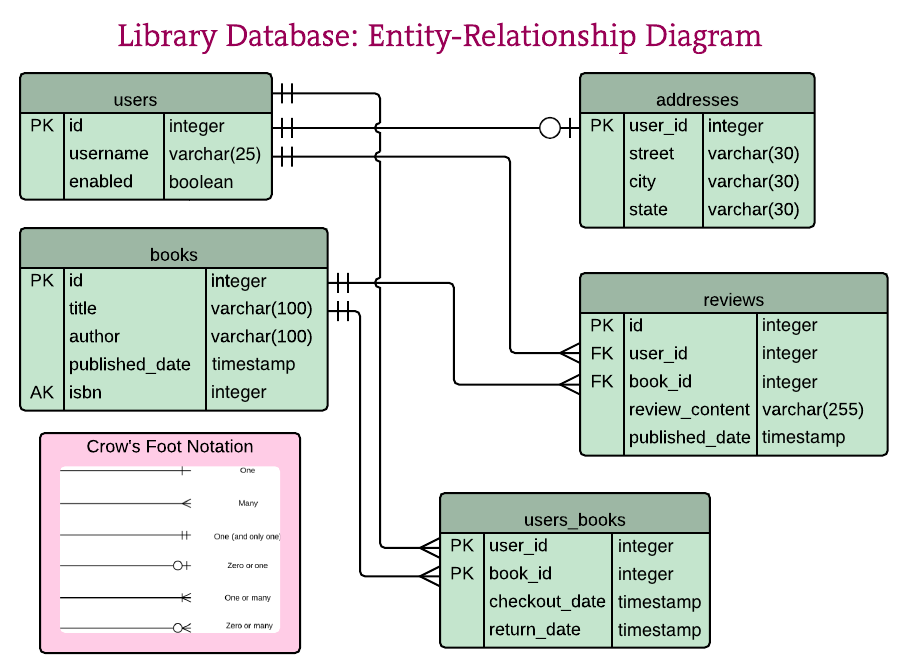 Library Database: Entity-Relationship Diagram
users
PK id integer
username varchar(25)
enabled boolean
addresses
PK user_id integer
street varchar(30)
city varchar(30)
state varchar(30)
books
PK id integer
title varchar(100)
author varchar(100)
published_date timestamp
AK isbn integer
reviews
PK id integer
FK user_id integer
FK book_id integer
review_content varchar(255)
published_date timestamp
Crow's Foot Notation
One
Many
One (and only one)
Zero or one
One or many
Zero or many
users_books
PK user_id integer
PK book_id integer
checkout_date timestamp
return_date timestamp